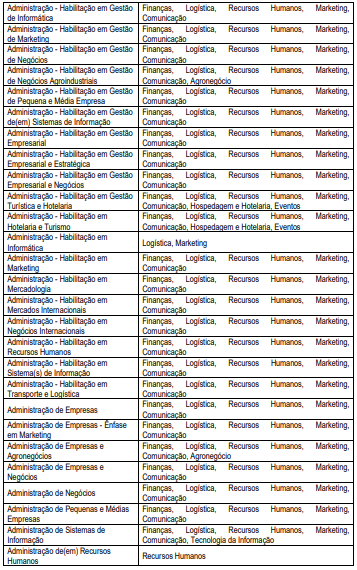 Administração - Habilitação em Gestão de Informática
Finanças, Logística, Recursos Humanos, Marketing, Comunicação
Administração - Habilitação em Gestão de Marketing
Finanças, Logística, Recursos Humanos, Marketing, Comunicação
Administração - Habilitação em Gestão de Negócios
Finanças, Logística, Recursos Humanos, Marketing, Comunicação
Administração - Habilitação em Gestão de Negócios Agroindustriais
Finanças, Logística, Recursos Humanos, Marketing, Comunicação, Agronegócio
Administração - Habilitação em Gestão de Pequena e Média Empresa
Finanças, Logística, Recursos Humanos, Marketing, Comunicação
Administração - Habilitação em Gestão de(em) Sistemas de Informação
Finanças, Logística, Recursos Humanos, Marketing, Comunicação
Administração - Habilitação em Gestão Empresarial
Finanças, Logística, Recursos Humanos, Marketing, Comunicação
Administração - Habilitação em Gestão Empresarial e Estratégica
Finanças, Logística, Recursos Humanos, Marketing, Comunicação
Administração - Habilitação em Gestão Empresarial e Negócios
Finanças, Logística, Recursos Humanos, Marketing, Comunicação
Administração - Habilitação em Gestão Turística e Hotelaria
Finanças, Logística, Recursos Humanos, Marketing, Comunicação, Hospedagem e Hotelaria, Eventos
Administração - Habilitação em Hotelaria e Turismo
Finanças, Logística, Recursos Humanos, Marketing, Comunicação, Hospedagem e Hotelaria, Eventos
Administração - Habilitação em Informática
Logística, Marketing
Administração - Habilitação em Marketing
Finanças, Logística, Recursos Humanos, Marketing, Comunicação
Administração - Habilitação em Mercadologia
Finanças, Logística, Recursos Humanos, Marketing, Comunicação
Administração - Habilitação em Mercados Internacionais
Finanças, Logística, Recursos Humanos, Marketing, Comunicação
Administração - Habilitação em Negócios Internacionais
Finanças, Logística, Recursos Humanos, Marketing, Comunicação
Administração - Habilitação em Recursos Humanos
Finanças, Logística, Recursos Humanos, Marketing, Comunicação
Administração - Habilitação em Sistema(s) de Informação
Finanças, Logística, Recursos Humanos, Marketing, Comunicação
Administração - Habilitação em Transporte e Logística
Finanças, Logística, Recursos Humanos, Marketing, Comunicação
Administração de Empresas
Finanças, Logística, Recursos Humanos, Marketing, Comunicação
Administração de Empresas - Ênfase em Marketing
Finanças, Logística, Recursos Humanos, Marketing, Comunicação
Administração de Empresas e Agronegócios
Finanças, Logística, Recursos Humanos, Marketing, Comunicação, Agronegócio
Administração de Empresas e Negócios
Finanças, Logística, Recursos Humanos, Marketing, Comunicação
Administração de Negócios
Finanças, Logística, Recursos Humanos, Marketing, Comunicação
Administração de Pequenas e Médias Empresas
Finanças, Logística, Recursos Humanos, Marketing, Comunicação
Administração de Sistemas de Informação
Finanças, Logística, Recursos Humanos, Marketing, Comunicação, Tecnologia da Informação
Administração de(em) Recursos Humanos
Recursos Humanos